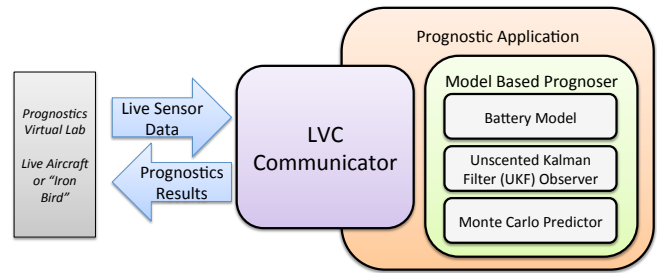 Prognostic Application
Prognostics
Virtual Lab
Live Aircraft
or "Iron
Bird"
Live Sensor
Data
Prognostics
Results
LVC
Communicator
Model Based Prognoser
Battery Model
Unscented Kalman
Filter (UKF) Observer
Monte Carlo Predictor